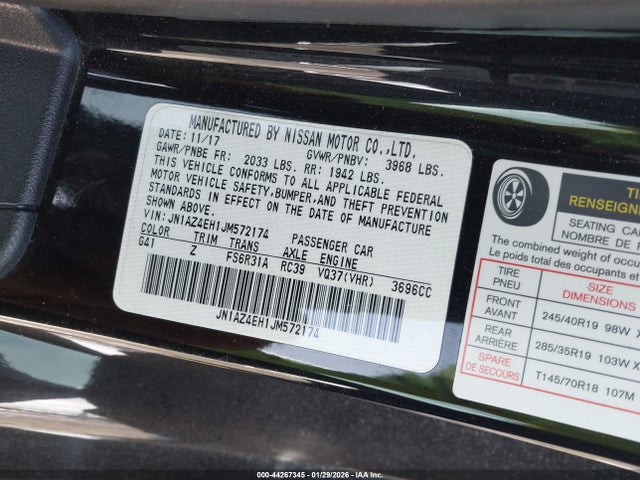 MANUFACTURED BY NISSAN MOTOR CO.,LTD.
DATE: 11/17 GVWR/PNBV: 3968 LBS.
GAWR/PNBE FR: 2033 LBS. RR: 1942 LBS.
THIS VEHICLE CONFORMS TO ALL APPLICABLE FEDERAL
MOTOR VEHICLE SAFETY,BUMPER,AND THEFT PREVENTION
STANDARDS IN EFFECT ON THE DATE OF MANUFACTURE
SHOWN ABOVE.
VIN: JN1AZ4EH1JM572174 PASSENGER CAR
COLOR TRIM TRANS AXLE ENGINE
G41 Z FS6R31A RC39 VQ37(VHR) 3696CC
JN1AZ4EH1JM572174
RENSEIGNEM
SEATING CA
NOMBRE DE
The combined weight of occupant
Le poids total des occupants et
TIRE SIZE
PNEU DIMENSIONS
FRONT
AVANT 245/40R19 98W
REAR
ARRIÈRE 285/35R19 103W X
SPARE
DE SECOURS T145/70R18 107M
000-44267345 - 01/29/2026 - IAA Inc.